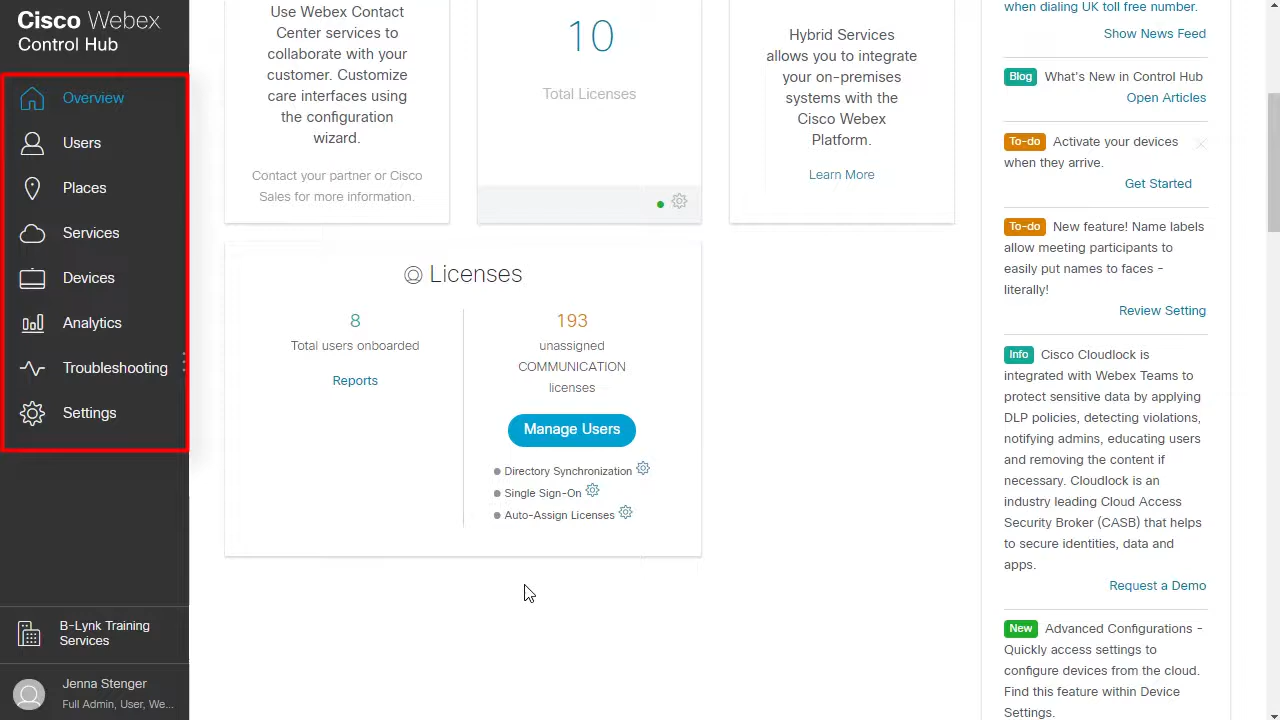 Cisco Webex
Control Hub
Overview
Users
Places
Services
Devices
Analytics
Troubleshooting
Settings
B-Lynk Training
Services
Jenna Stenger
Full Admin, User, We...
Use Webex Contact
Center services to
collaborate with your
customer. Customize
care interfaces using
the configuration
wizard.
Contact your partner or Cisco
Sales for more information.
10
Total Licenses
Hybrid Services
allows you to integrate
your on-premises
systems with the
Cisco Webex
Platform.
Learn More
Licenses
8
Total users onboarded
Reports
193
unassigned
COMMUNICATION
licenses
Manage Users
Directory Synchronization
Single Sign-On
Auto-Assign Licenses
when dialing UK toll free number.
Show News Feed
Blog What's New in Control Hub
Open Articles
To-do Activate your devices
when they arrive.
Get Started
To-do New feature! Name labels
allow meeting participants to
easily put names to faces -
literally!
Review Setting
Info Cisco Cloudlock is
integrated with Webex Teams to
protect sensitive data by applying
DLP policies, detecting violations,
notifying admins, educating users
and removing the content if
necessary. Cloudlock is an
industry leading Cloud Access
Security Broker (CASB) that helps
to secure identities, data and
apps.
Request a Demo
New Advanced Configurations -
Quickly access settings to
configure devices from the cloud.
Find this feature within Device
Settings.